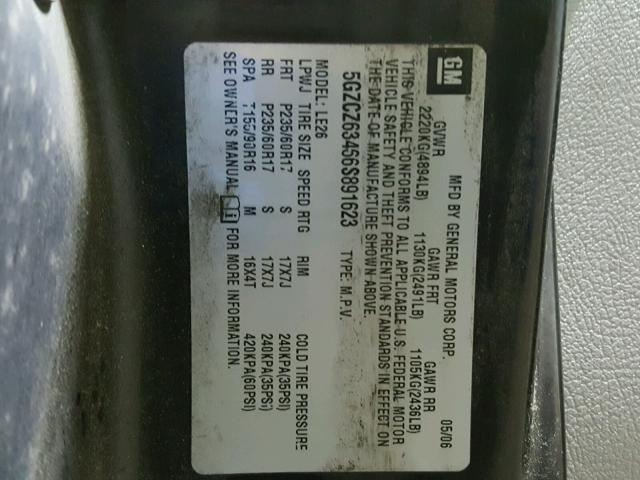 GM
MFD BY GENERAL MOTORS CORP. 05/06
GVWR GAWR FRT GAWR RR
2220KG(4894LB) 1130KG(2491LB) 1105KG(2436LB)
THIS VEHICLE CONFORMS TO ALL APPLICABLE U.S. FEDERAL MOTOR
VEHICLE SAFETY AND THEFT PREVENTION STANDARDS IN EFFECT ON
THE DATE OF MANUFACTURE SHOWN ABOVE.
5GZCZ63456S891623 TYPE: M.P.V.
MODEL: LE26
LPWJ TIRE SIZE SPEED RTG RIM COLD TIRE PRESSURE
FRT P235/60R17 S 17X7J 240KPA(35PSI)
RR P235/60R17 S 17X7J 240KPA(35PSI)
SPA T155/90R16 M 16X4T 420KPA(60PSI)
SEE OWNER'S MANUAL FOR MORE INFORMATION.